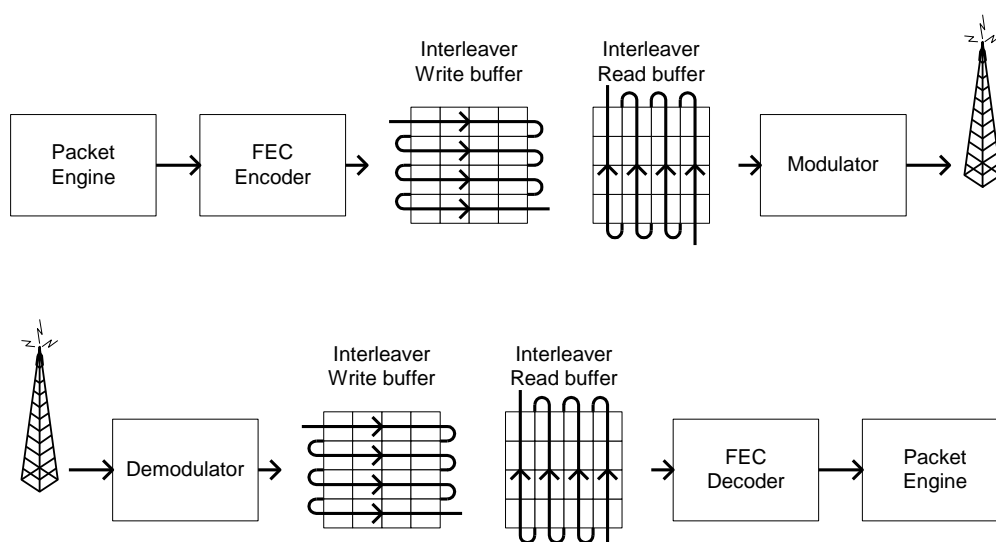 Interleaver
Write buffer
Interleaver
Read buffer
Packet
Engine
FEC
Encoder
Modulator
Interleaver
Write buffer
Interleaver
Read buffer
Demodulator
FEC
Decoder
Packet
Engine